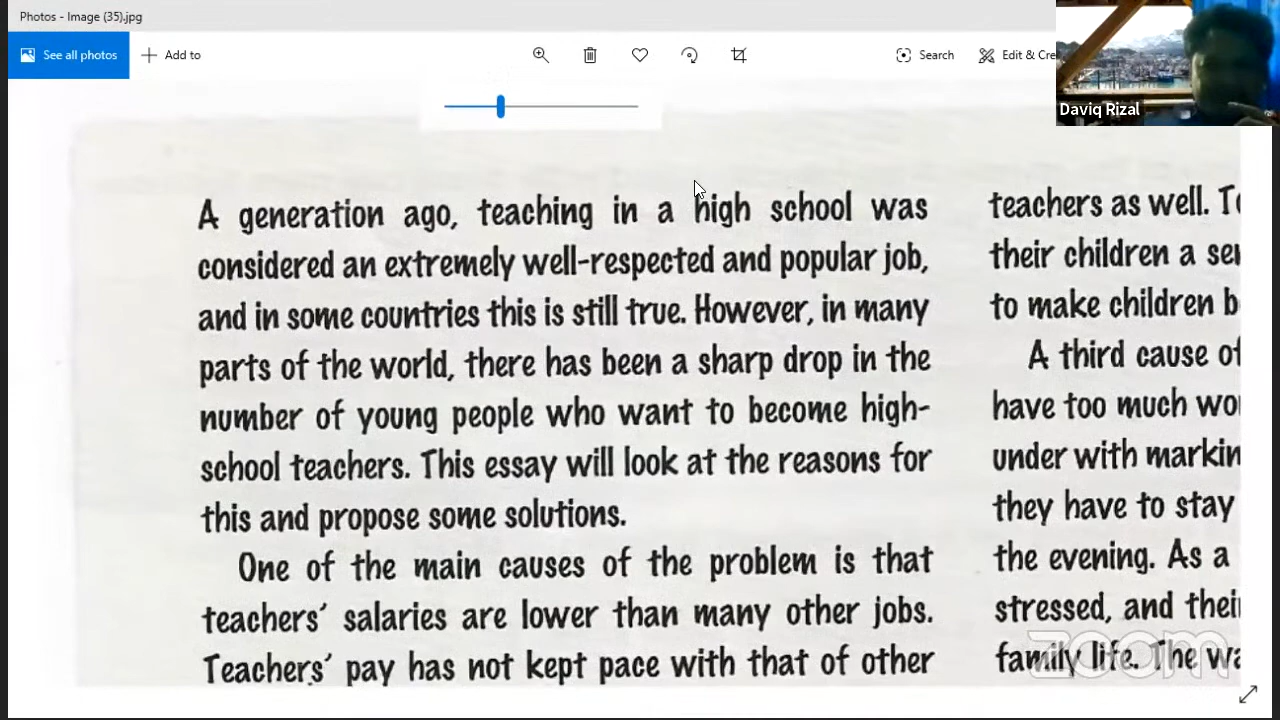 Photos - Image (35).jpg
See all photos
Add to
Search
Edit & Cre
Daviq Rizal
A generation ago, teaching in a high school was
considered an extremely well-respected and popular job,
and in some countries this is still true. However, in many
parts of the world, there has been a sharp drop in the
number of young people who want to become high-
school teachers. This essay will look at the reasons for
this and propose some solutions.
One of the main causes of the problem is that
teachers' salaries are lower than many other jobs.
Teachers' pay has not kept pace with that of other
teachers as well. T
their children a se
to make children b
A third cause of
have too much wo
under with markin
they have to stay
the evening. As a
stressed, and thei
family life. The wa
zoom